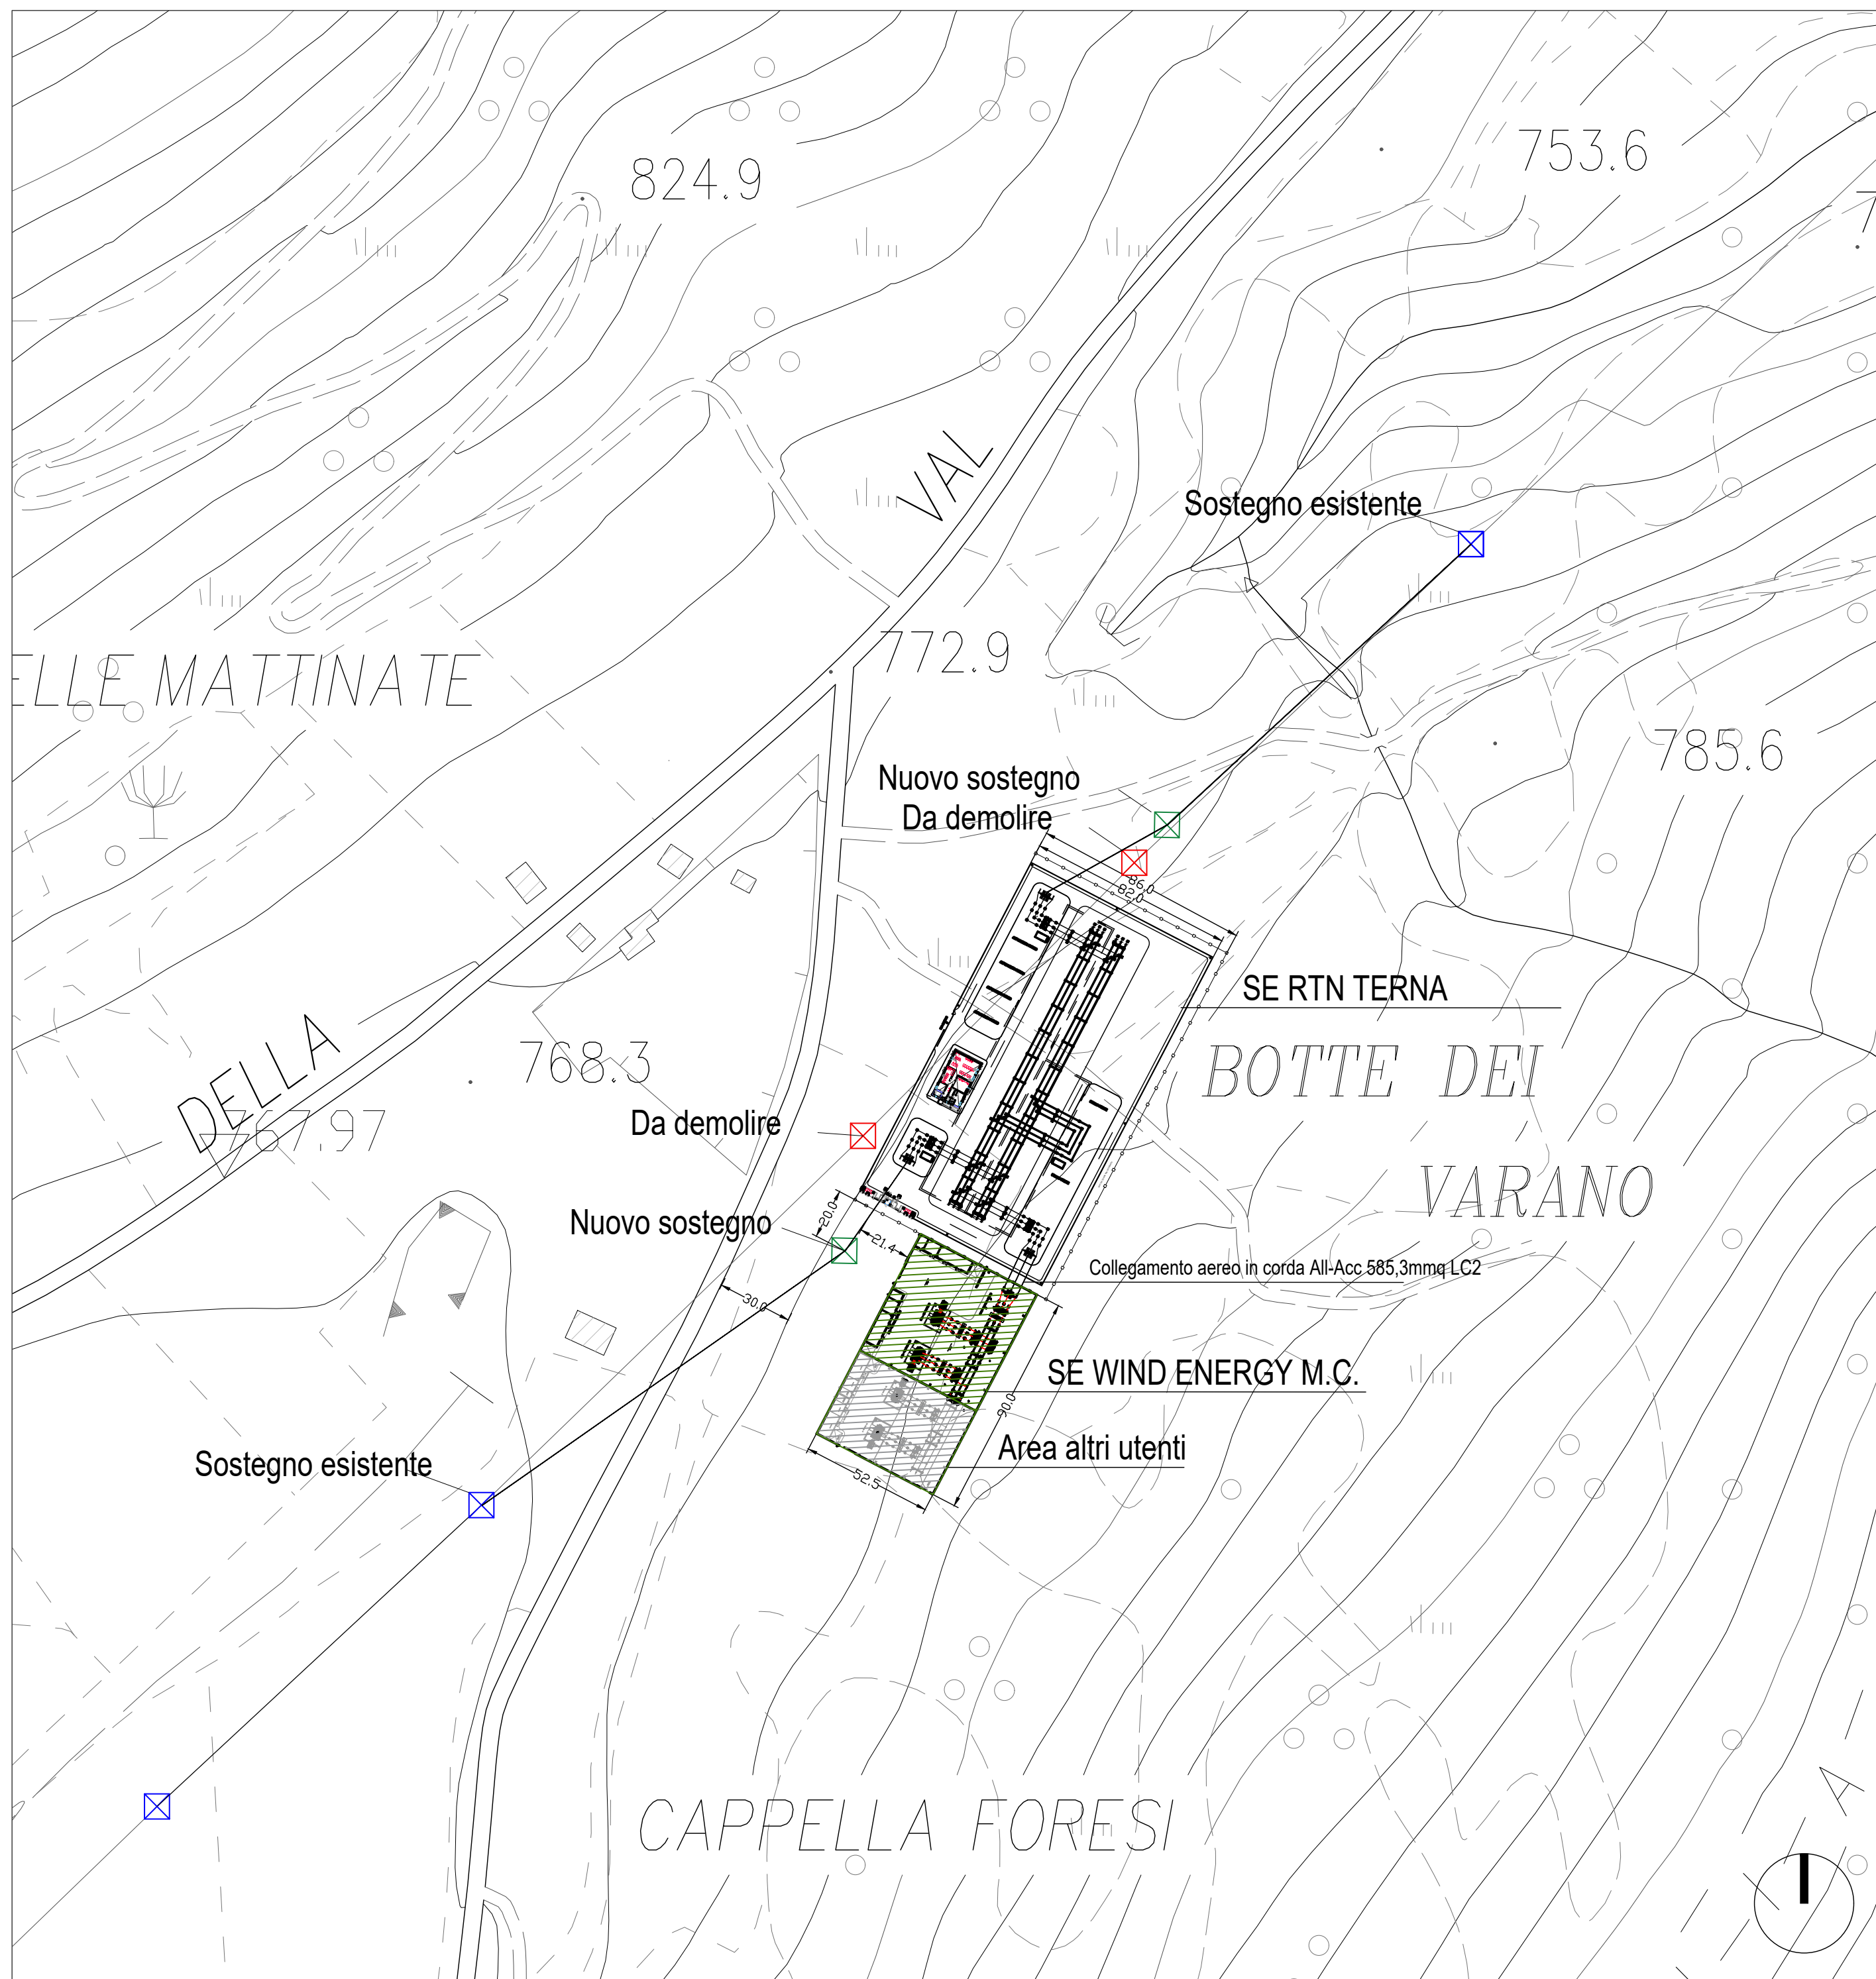 824.9
753.6
VAL
Sostegno esistente
772.9
ELLE MATTINATE
785.6
Nuovo sostegno
Da demolire
86.0
82.0
SE RTN TERNA
DELLA
768.3
BOTTE DEI
767.97
Da demolire
VARANO
Nuovo sostegno
20.0
21.4
Collegamento aereo in corda All-Acc 585,3mmq LC2
30.0
SE WIND ENERGY M.C.
90.0
Area altri utenti
Sostegno esistente
52.5
CAPPELLA FORESI
A